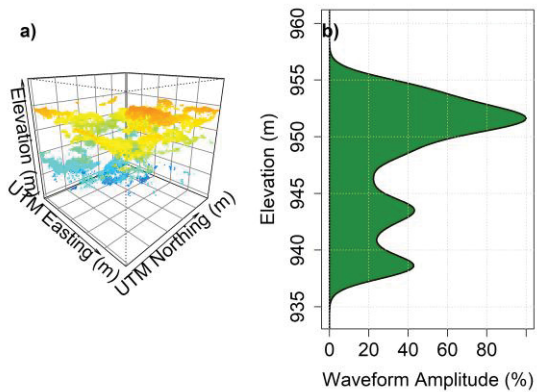 a)
Elevation (m)
UTM Easting (m)
UTM Northing (m)
b)
Elevation (m)
960
955
950
945
940
935
0 20 40 60 80
Waveform Amplitude (%)